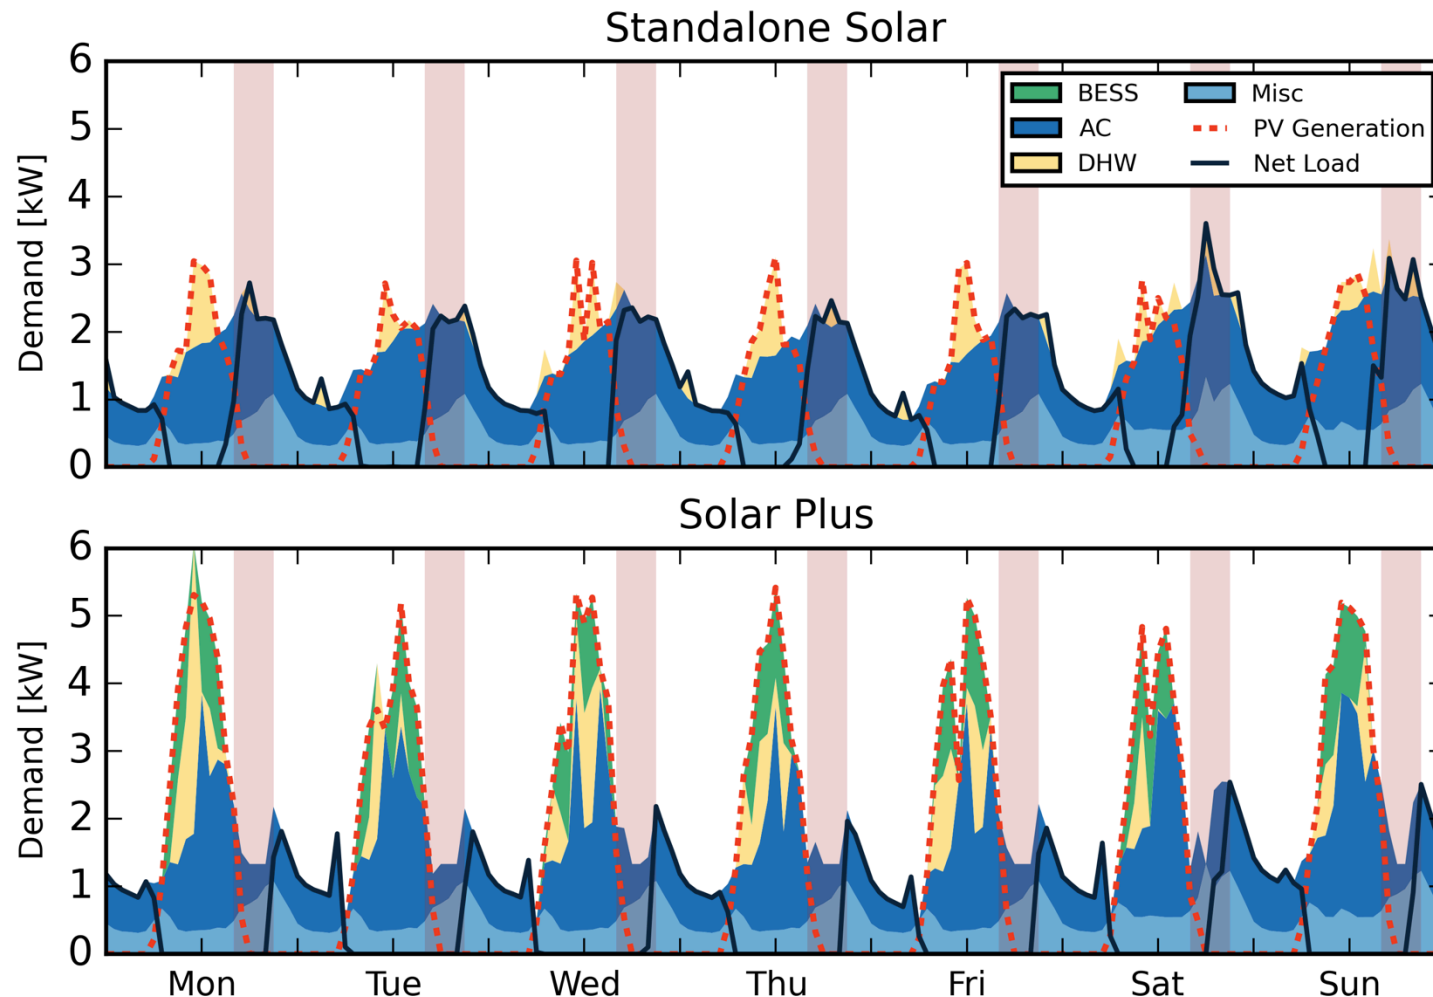 Standalone Solar
Demand [kW]
6
5
4
3
2
1
0
BESS
AC
DHW
Misc
PV Generation
Net Load
Solar Plus
Demand [kW]
6
5
4
3
2
1
0
Mon Tue Wed Thu Fri Sat Sun